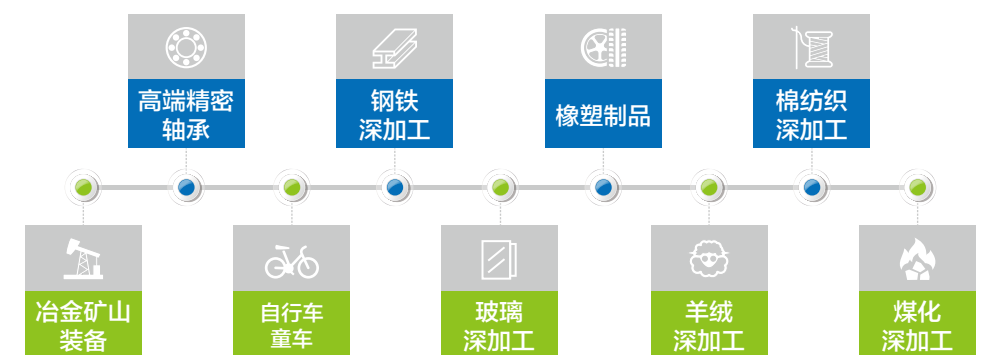 高端精密
轴承
钢铁
深加工
橡塑制品
棉纺织
深加工
冶金矿山
装备
自行车
童车
玻璃
深加工
羊绒
深加工
煤化
深加工